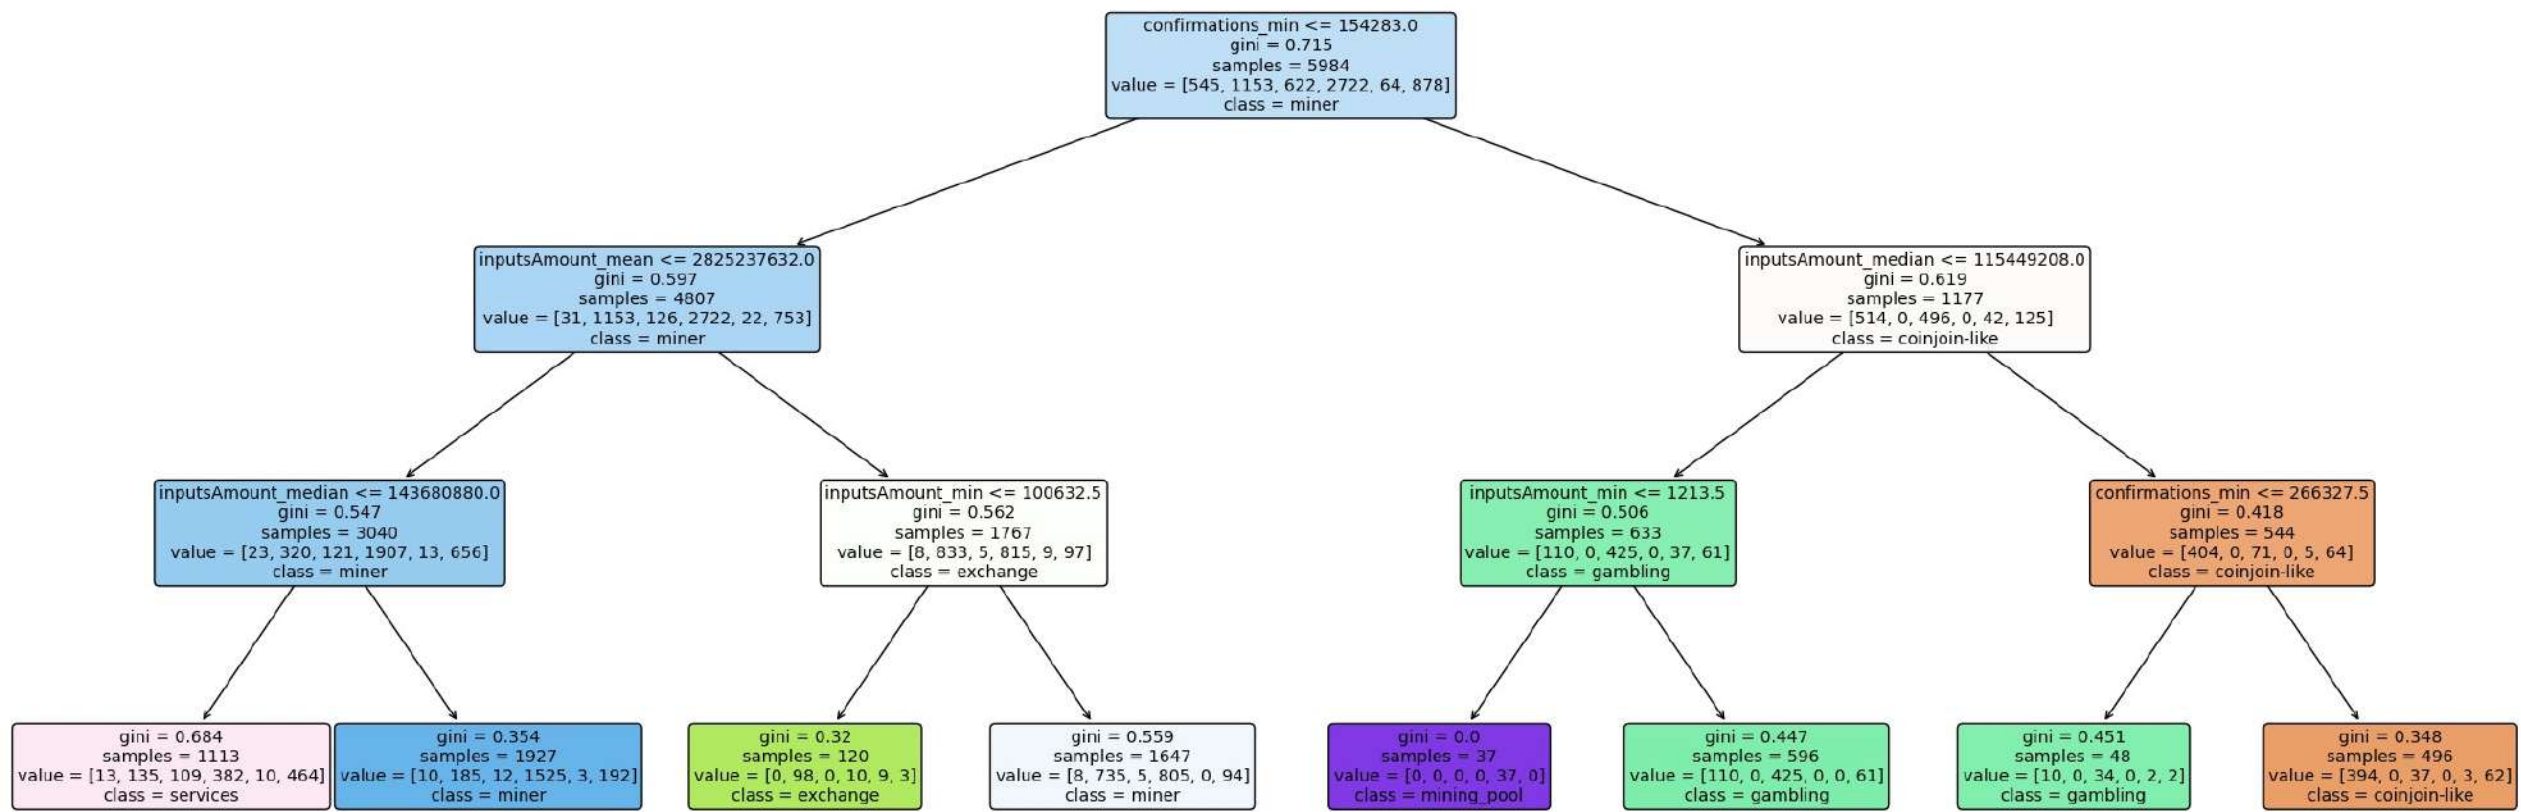 confirmations_min <= 154283.0
gini = 0.715
samples = 5984
value = [545, 1153, 622, 2722, 64, 878]
class = miner
inputsAmount_mean <= 2825237632.0
gini = 0.597
samples = 4807
value = [31, 1153, 126, 2722, 22, 753]
class = miner
inputsAmount_median <= 115449208.0
gini = 0.619
samples = 1177
value = [514, 0, 496, 0, 42, 125]
class = coinjoin-like
inputsAmount_median <= 143680880.0
gini = 0.547
samples = 3040
value = [23, 320, 121, 1907, 13, 656]
class = miner
inputsAmount_min <= 100632.5
gini = 0.562
samples = 1767
value = [8, 833, 5, 815, 9, 97]
class = exchange
inputsAmount_min <= 1213.5
gini = 0.506
samples = 633
value = [110, 0, 425, 0, 37, 61]
class = gambling
confirmations_min <= 266327.5
gini = 0.418
samples = 544
value = [404, 0, 71, 0, 5, 64]
class = coinjoin-like
gini = 0.684
samples = 1113
value = [13, 135, 109, 382, 10, 464]
class = services
gini = 0.354
samples = 1927
value = [10, 185, 12, 1525, 3, 192]
class = miner
gini = 0.32
samples = 120
value = [0, 98, 0, 10, 9, 3]
class = exchange
gini = 0.559
samples = 1647
value = [8, 735, 5, 805, 0, 94]
class = miner
gini = 0.0
samples = 37
value = [0, 0, 0, 0, 37, 0]
class = mining_pool
gini = 0.447
samples = 596
value = [110, 0, 425, 0, 0, 61]
class = gambling
gini = 0.451
samples = 48
value = [10, 0, 34, 0, 2, 2]
class = gambling
gini = 0.348
samples = 496
value = [394, 0, 37, 0, 3, 62]
class = coinjoin-like